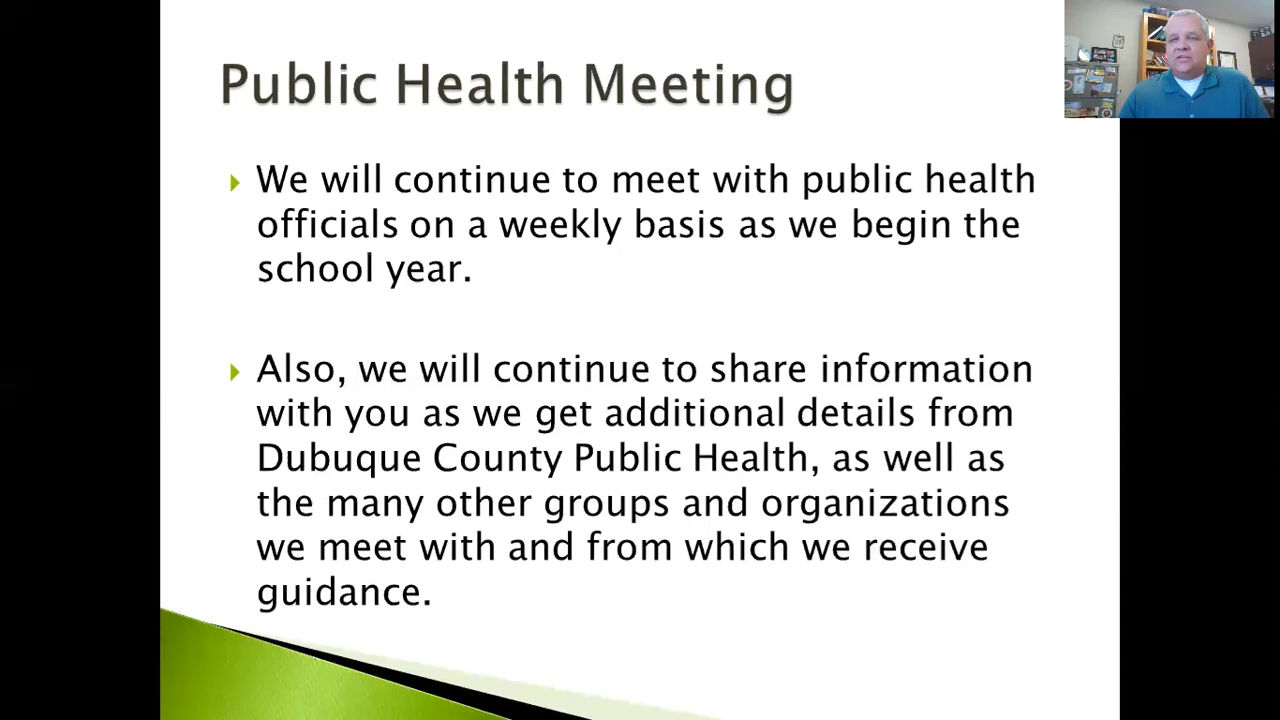 Public Health Meeting
We will continue to meet with public health
officials on a weekly basis as we begin the
school year.
Also, we will continue to share information
with you as we get additional details from
Dubuque County Public Health, as well as
the many other groups and organizations
we meet with and from which we receive
guidance.